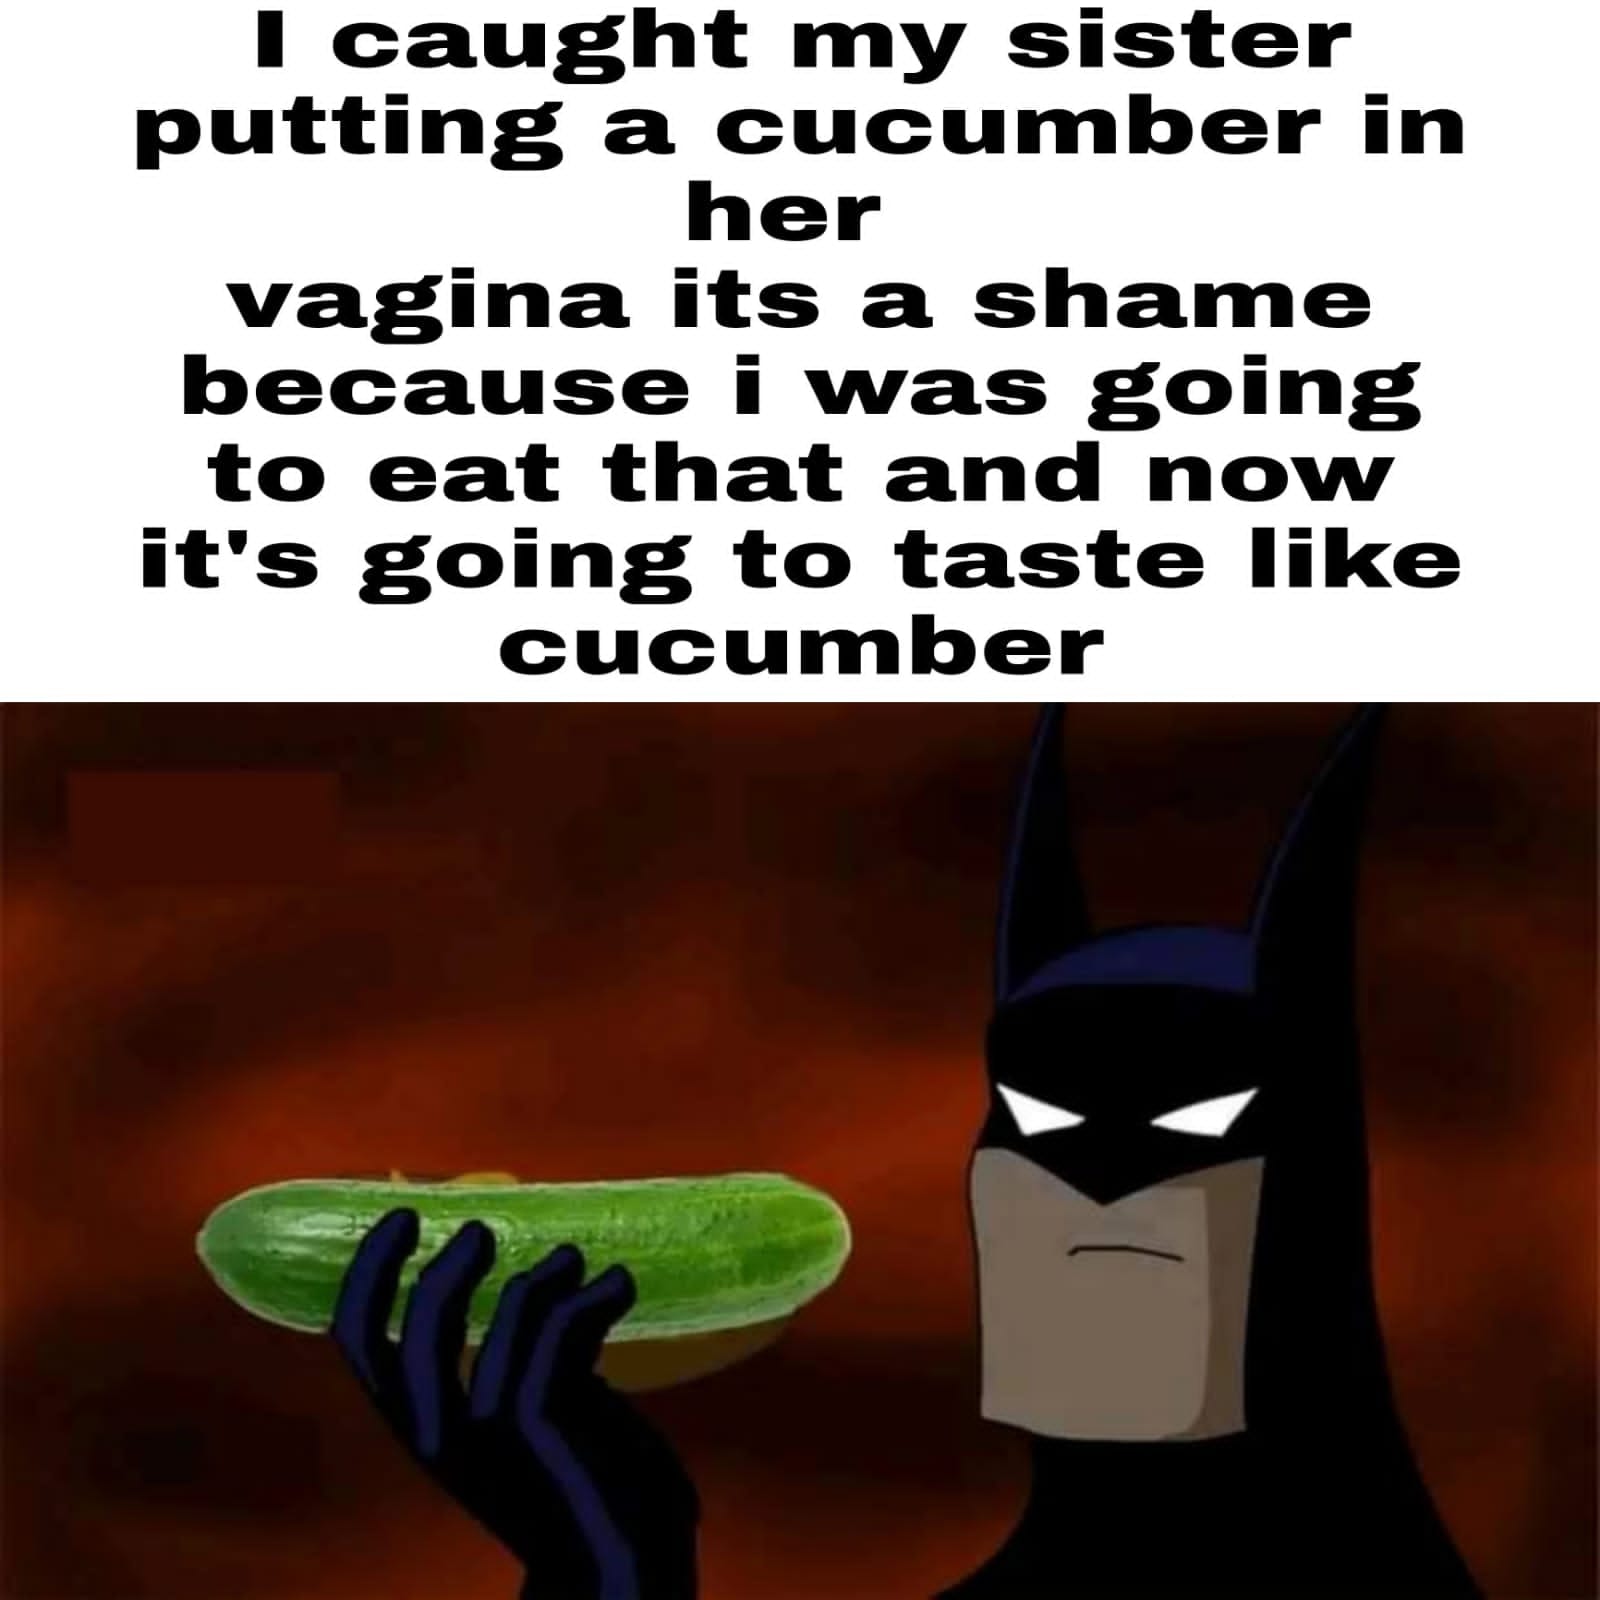 I caught my sister
putting a cucumber in
her
vagina its a shame
because i was going
to eat that and now
it's going to taste like
cucumber